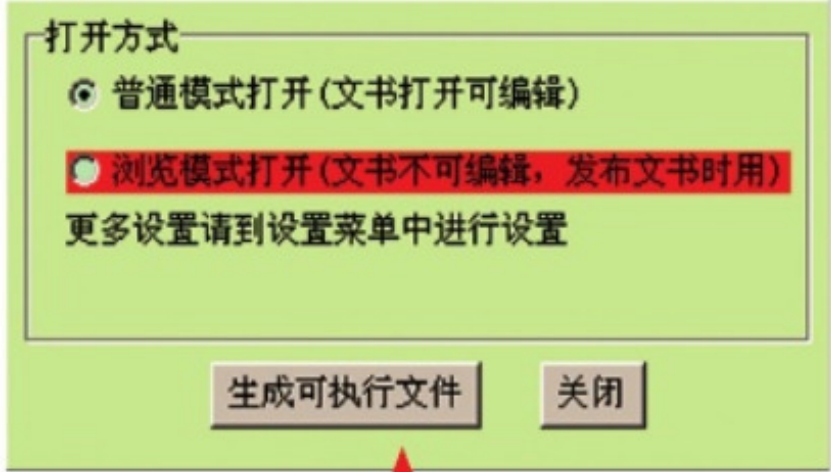 打开方式
普通模式打开(文书打开可编辑)
浏览模式打开(文书不可编辑，发布文书时用)
更多设置请到设置菜单中进行设置
生成可执行文件 关闭